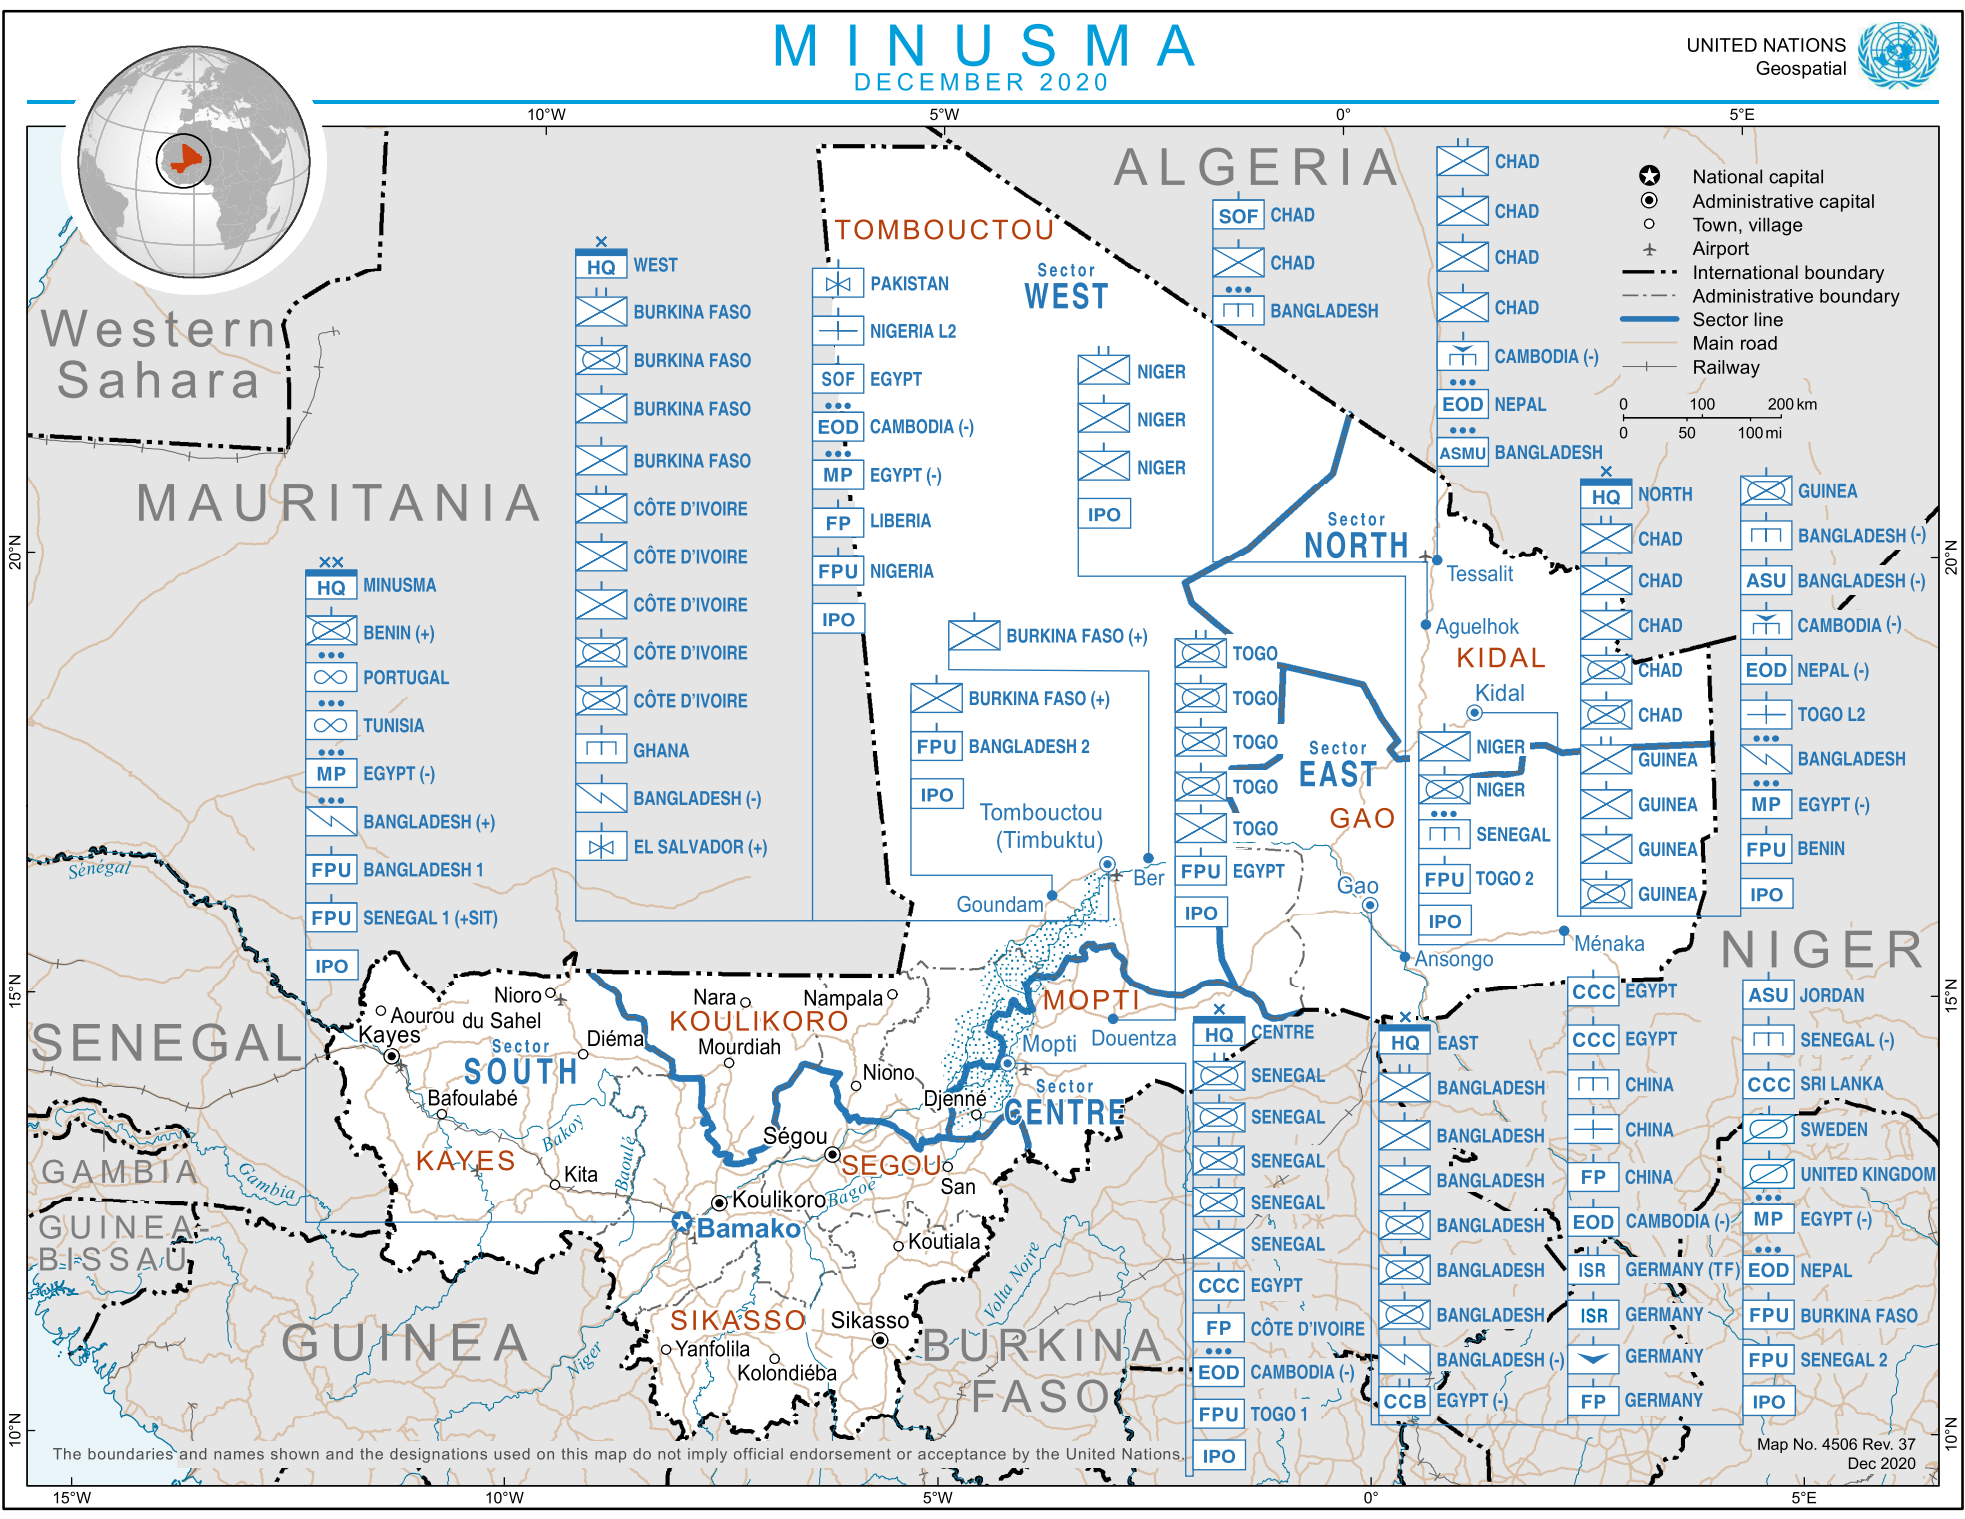 MINUSMA
DECEMBER 2020
UNITED NATIONS
Geospatial
10°W
5°W
0°
5°E
20°N
15°N
10°N
20°N
15°N
10°N
15°W
10°W
5°W
0°
5°E
National capital
Administrative capital
Town, village
Airport
International boundary
Administrative boundary
Sector line
Main road
Railway
0 100 200 km
0 50 100 mi
ALGERIA
Western
Sahara
MAURITANIA
SENEGAL
GAMBIA
GUINEA-
BISSAU
GUINEA
BURKINA
FASO
NIGER
TOMBOUCTOU
KIDAL
GAO
MOPTI
KOULIKORO
KAYES
SEGOU
SIKASSO
Sector
WEST
Sector
NORTH
Sector
EAST
Sector
SOUTH
Sector
CENTRE
HQ MINUSMA
BENIN (+)
PORTUGAL
TUNISIA
MP EGYPT (-)
BANGLADESH (+)
FPU BANGLADESH 1
FPU SENEGAL 1 (+SIT)
IPO
HQ WEST
BURKINA FASO
BURKINA FASO
BURKINA FASO
BURKINA FASO
CÔTE D'IVOIRE
CÔTE D'IVOIRE
CÔTE D'IVOIRE
CÔTE D'IVOIRE
CÔTE D'IVOIRE
GHANA
BANGLADESH (-)
EL SALVADOR (+)
PAKISTAN
NIGERIA L2
SOF EGYPT
EOD CAMBODIA (-)
MP EGYPT (-)
FP LIBERIA
FPU NIGERIA
IPO
BURKINA FASO (+)
BURKINA FASO (+)
FPU BANGLADESH 2
IPO
NIGER
NIGER
NIGER
IPO
SOF CHAD
CHAD
BANGLADESH
CHAD
CHAD
CHAD
CHAD
CAMBODIA (-)
EOD NEPAL
ASMU BANGLADESH
TOGO
TOGO
TOGO
TOGO
TOGO
FPU EGYPT
IPO
NIGER
NIGER
SENEGAL
FPU TOGO 2
IPO
HQ NORTH
CHAD
CHAD
CHAD
CHAD
CHAD
GUINEA
GUINEA
GUINEA
GUINEA
GUINEA
BANGLADESH (-)
ASU BANGLADESH (-)
CAMBODIA (-)
EOD NEPAL (-)
TOGO L2
BANGLADESH
MP EGYPT (-)
FPU BENIN
IPO
HQ CENTRE
SENEGAL
SENEGAL
SENEGAL
SENEGAL
SENEGAL
CCC EGYPT
FP CÔTE D'IVOIRE
EOD CAMBODIA (-)
FPU TOGO 1
IPO
HQ EAST
BANGLADESH
BANGLADESH
BANGLADESH
BANGLADESH
BANGLADESH
BANGLADESH
BANGLADESH (-)
CCB EGYPT (-)
CCC EGYPT
CCC EGYPT
CHINA
CHINA
FP CHINA
EOD CAMBODIA (-)
ISR GERMANY (TF)
ISR GERMANY
GERMANY
FP GERMANY
ASU JORDAN
SENEGAL (-)
CCC SRI LANKA
SWEDEN
UNITED KINGDOM
MP EGYPT (-)
EOD NEPAL
FPU BURKINA FASO
FPU SENEGAL 2
IPO
Tessalit
Aguelhok
Kidal
Tombouctou
(Timbuktu)
Ber
Goundam
Gao
Ansongo
Ménaka
Douentza
Mopti
Djenné
Nioro
du Sahel
Aourou
Kayes
Diéma
Bafoulabé
Kita
Nara
Nampala
Mourdiah
Niono
Ségou
San
Koulikoro
Bamako
Koutiala
Sikasso
Yanfolila
Kolondiéba
Sénégal
Gambia
Bakoy
Baoulé
Bagoe
Niger
Volta Noire
The boundaries and names shown and the designations used on this map do not imply official endorsement or acceptance by the United Nations.
Map No. 4506 Rev. 37
Dec 2020